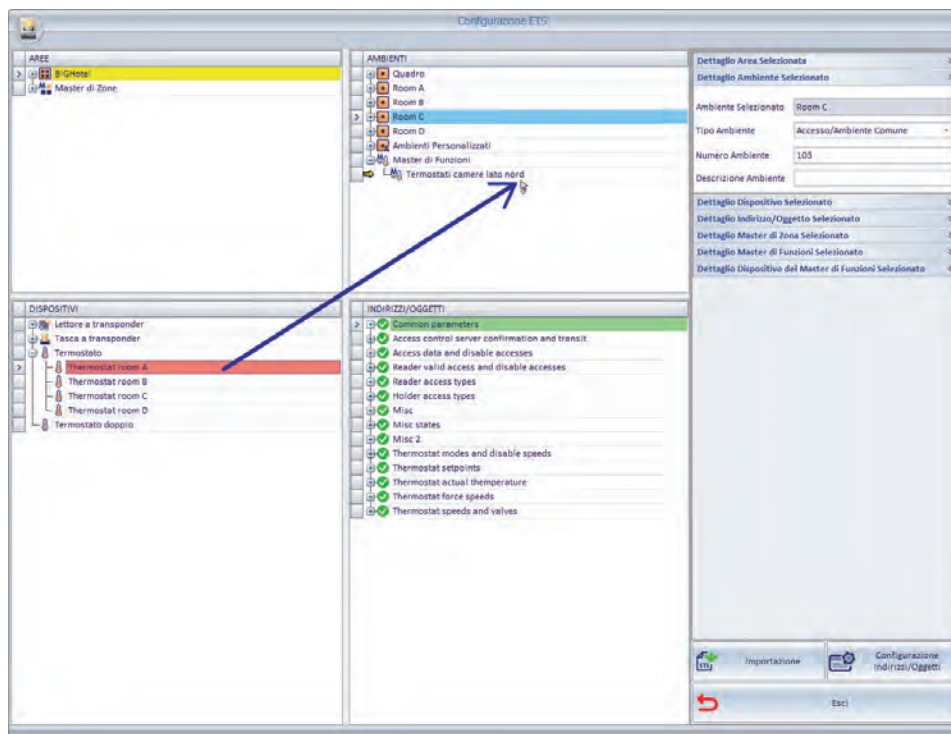 Configurazione ETS
AREE
BIGHotel
Master di Zone
AMBIENTI
Quadro
Room A
Room B
Room C
Room D
Ambienti Personalizzati
Master di Funzioni
Termostati camere lato nord
Dettaglio Area Selezionata
Dettaglio Ambiente Selezionato
Ambiente Selezionato Room C
Tipo Ambiente Accesso/Ambiente Comune
Numero Ambiente 103
Descrizione Ambiente
Dettaglio Dispositivo Selezionato
Dettaglio Indirizzo/Oggetto Selezionato
Dettaglio Master di Zona Selezionato
Dettaglio Master di Funzioni Selezionato
Dettaglio Dispositivo del Master di Funzioni Selezionato
DISPOSITIVI
Lettore a transponder
Tasca a transponder
Termostato
Thermostat room A
Thermostat room B
Thermostat room C
Thermostat room D
Termostato doppio
INDIRIZZI/OGGETTI
Common parameters
Access control server confirmation and transit
Access data and disable accesses
Reader valid access and disable accesses
Reader access types
Holder access types
Misc
Misc states
Misc 2
Thermostat modes and disable speeds
Thermostat setpoints
Thermostat actual themperature
Thermostat force speeds
Thermostat speeds and valves
Importazione
Configurazione
Indirizzi/Oggetti
Esci